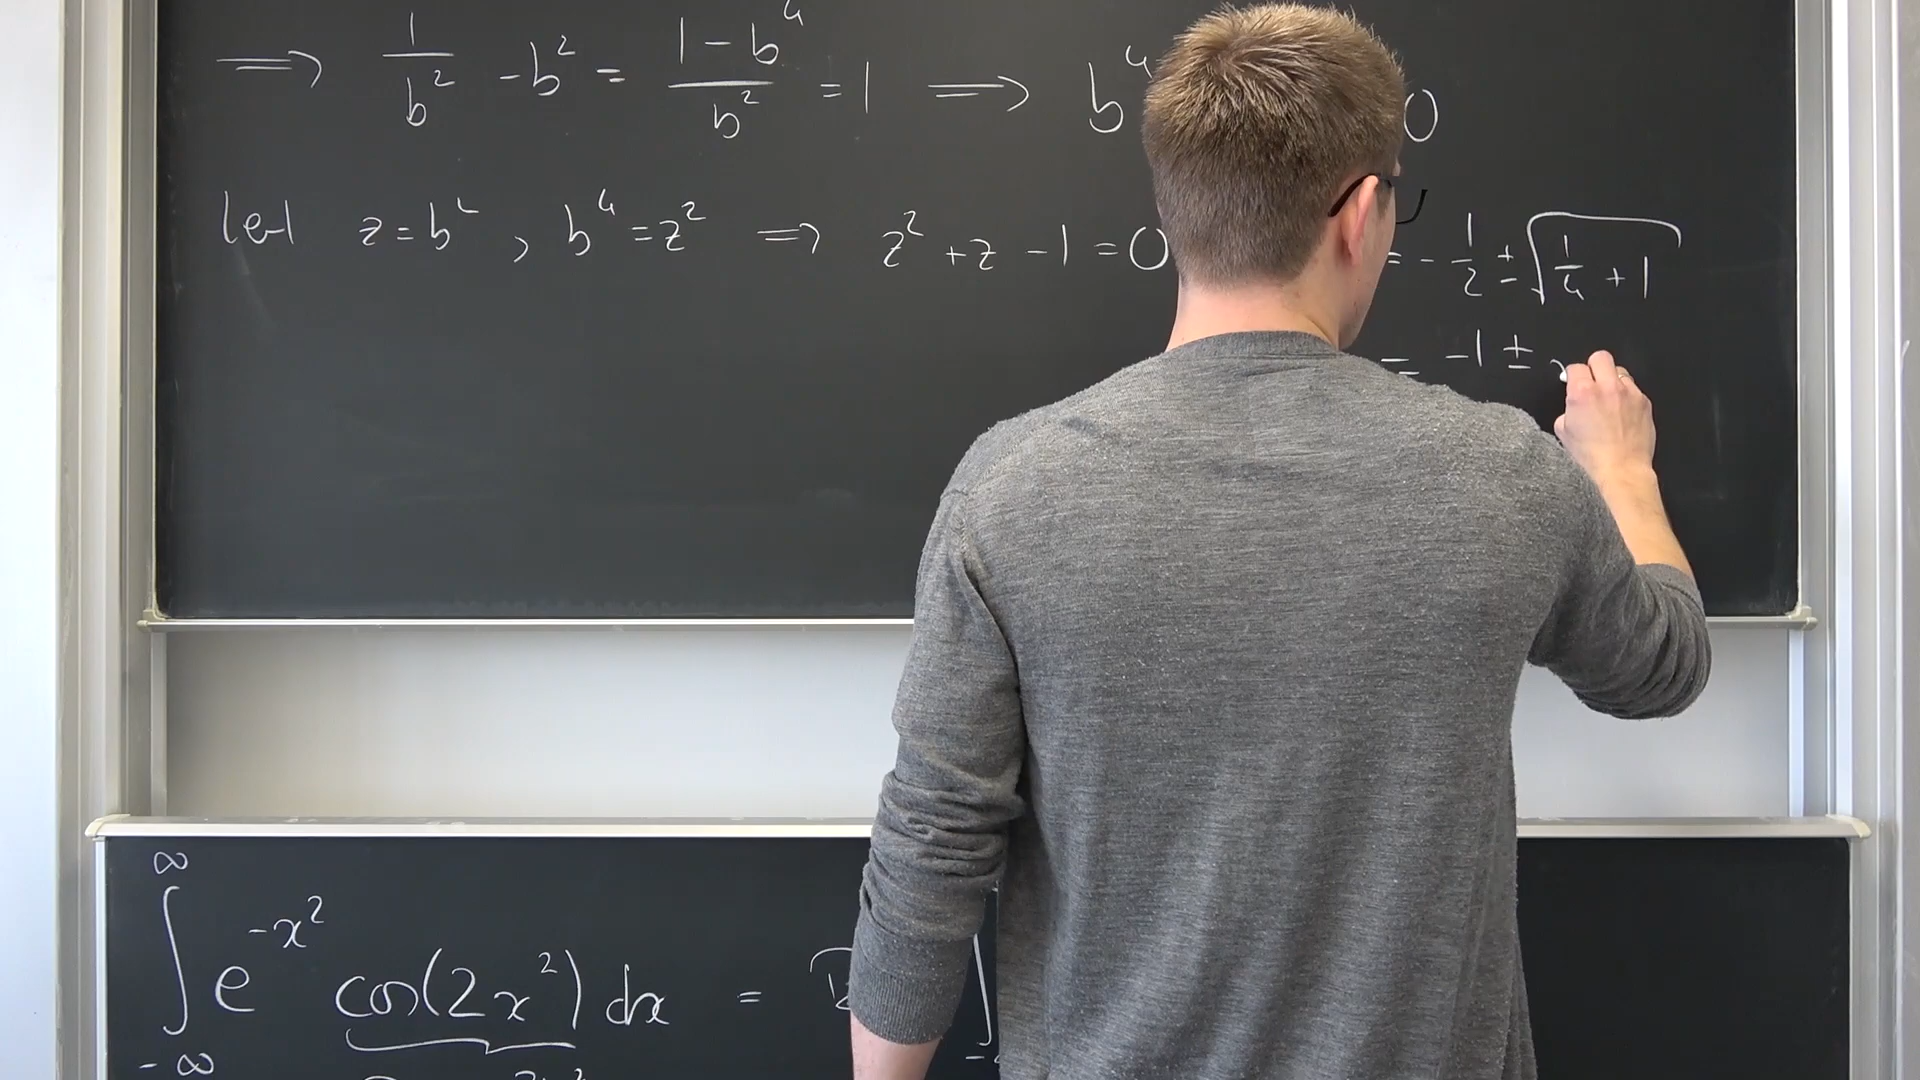 ⟹ 1/b² - b² = (1 - b⁴)/b² = 1 ⟹ b⁴ 0
let z = b², b⁴ = z² ⟹ z² + z - 1 = 0 = -1/2 ± √(1/4 + 1)
= -1 ±
∫_{-∞}^{∞} e^{-x²} cos(2x²) dx =